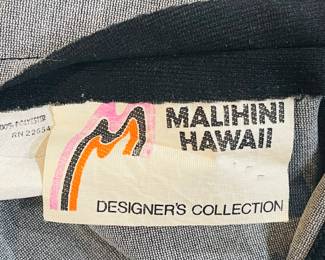 100% POLYESTER
RN 22654
MALIHINI
HAWAII
DESIGNER'S COLLECTION